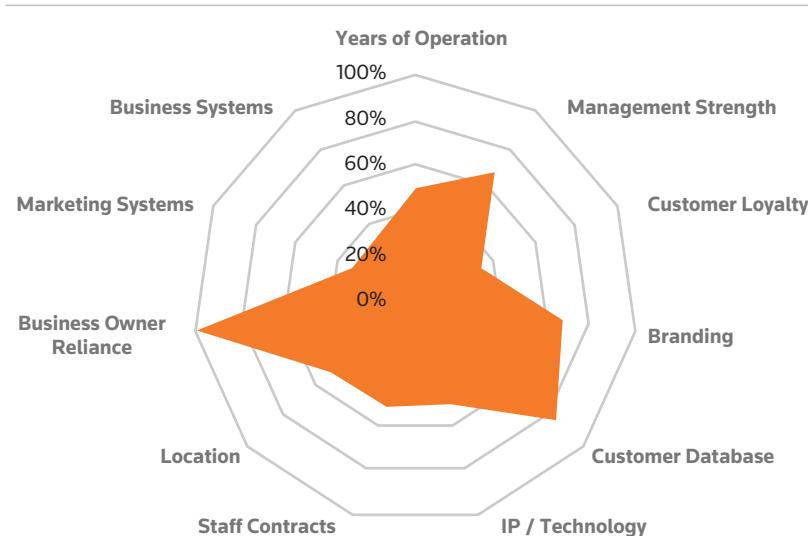 Years of Operation
100%
Business Systems
Management Strength
80%
60%
Marketing Systems
Customer Loyalty
40%
20%
0%
Business Owner
Reliance
Branding
Location
Customer Database
Staff Contracts
IP / Technology